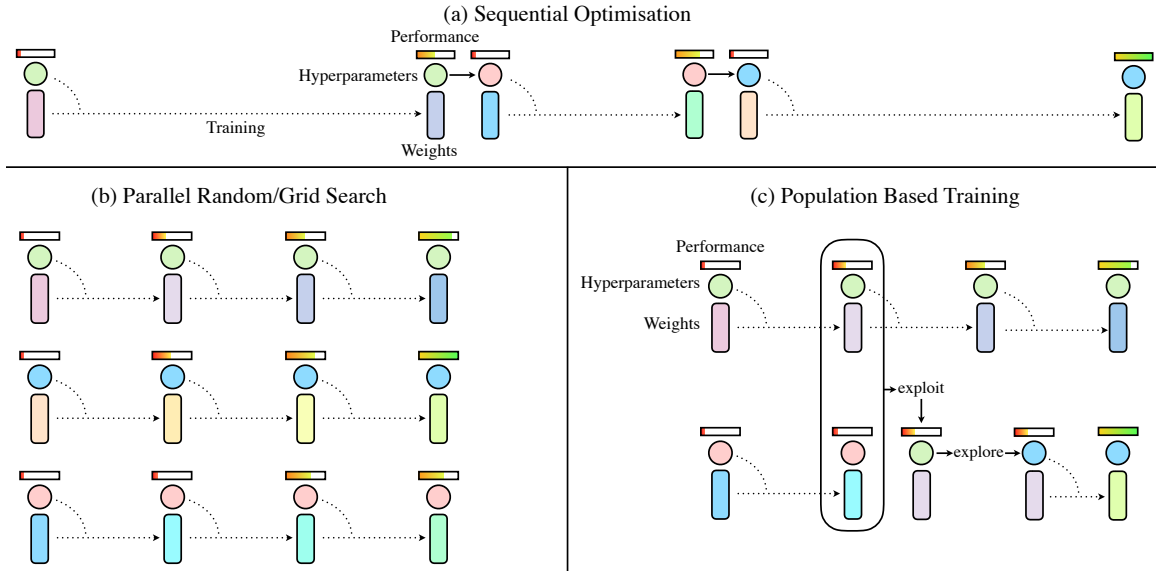 (a) Sequential Optimisation
Performance
Hyperparameters
Training
Weights
(b) Parallel Random/Grid Search
(c) Population Based Training
Performance
Hyperparameters
Weights
exploit
explore